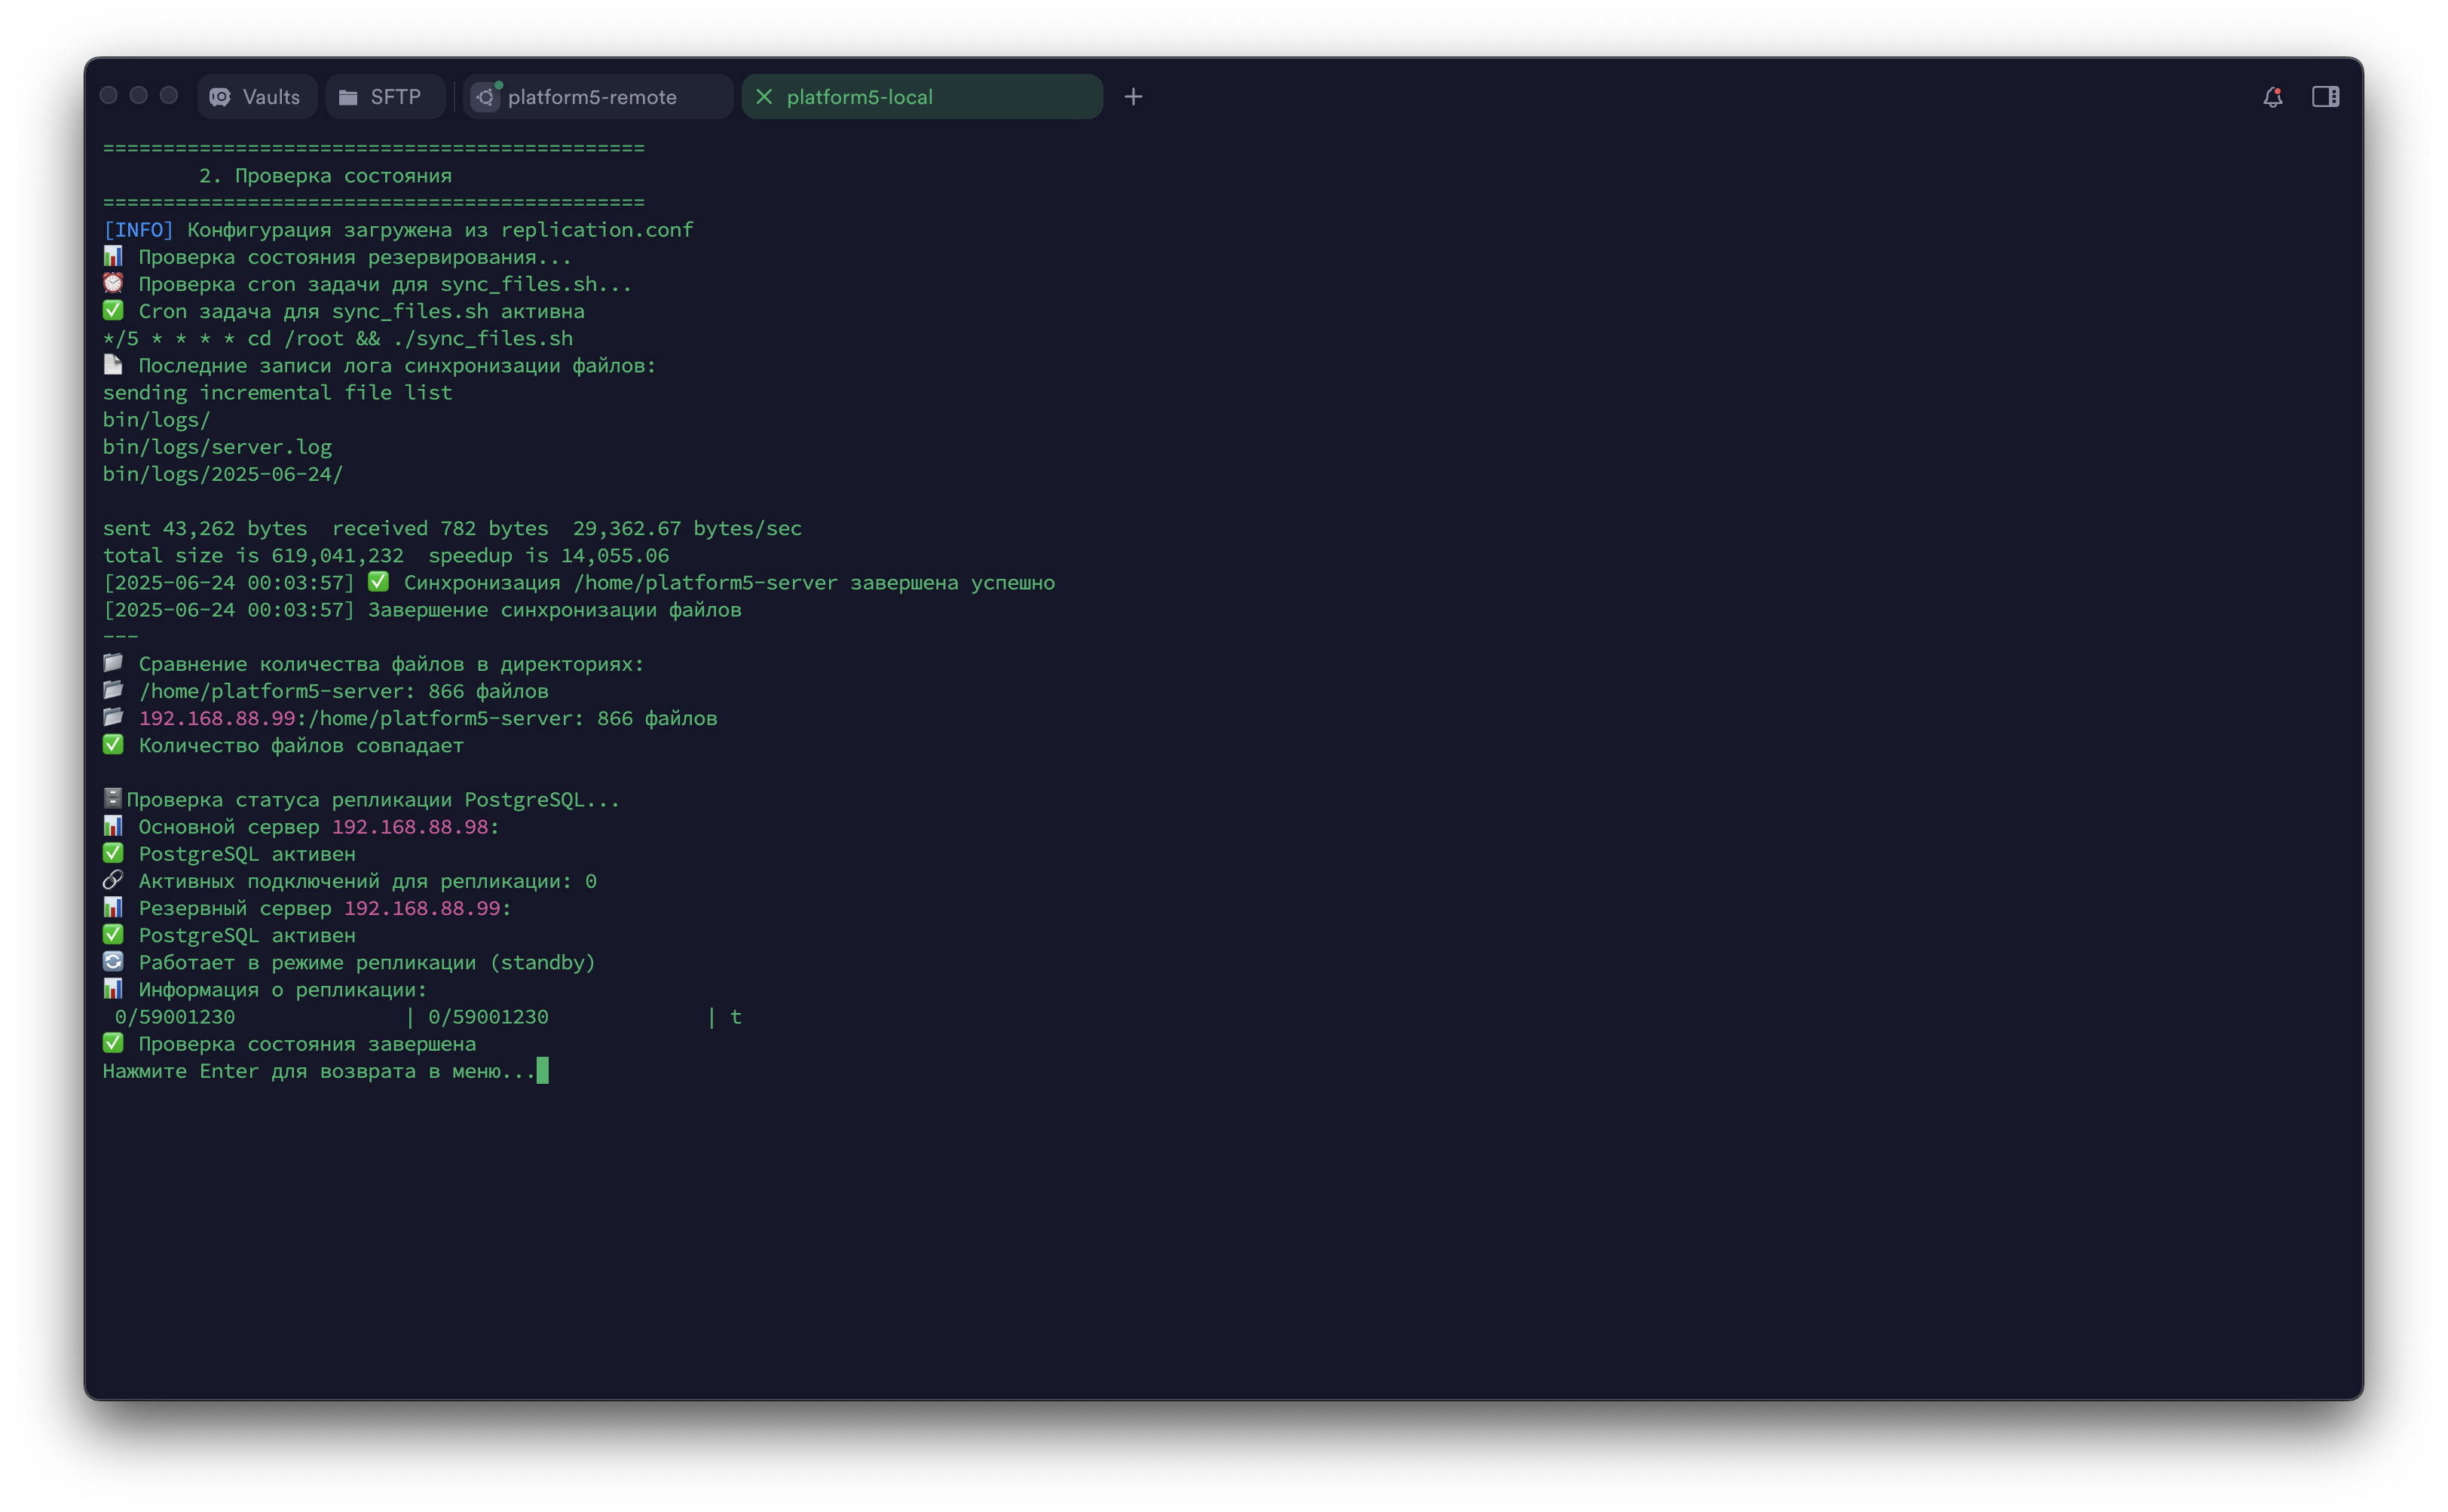 Vaults
SFTP
platform5-remote
platform5-local
=============================================
2. Проверка состояния
=============================================
[INFO] Конфигурация загружена из replication.conf
📊 Проверка состояния резервирования...
⏰ Проверка cron задачи для sync_files.sh...
✅ Cron задача для sync_files.sh активна
*/5 * * * * cd /root && ./sync_files.sh
📄 Последние записи лога синхронизации файлов:
sending incremental file list
bin/logs/
bin/logs/server.log
bin/logs/2025-06-24/
sent 43,262 bytes  received 782 bytes  29,362.67 bytes/sec
total size is 619,041,232  speedup is 14,055.06
[2025-06-24 00:03:57] ✅ Синхронизация /home/platform5-server завершена успешно
[2025-06-24 00:03:57] Завершение синхронизации файлов
---
📁 Сравнение количества файлов в директориях:
📂 /home/platform5-server: 866 файлов
📂 192.168.88.99:/home/platform5-server: 866 файлов
✅ Количество файлов совпадает
🗄️Проверка статуса репликации PostgreSQL...
📊 Основной сервер 192.168.88.98:
✅ PostgreSQL активен
🔗 Активных подключений для репликации: 0
📊 Резервный сервер 192.168.88.99:
✅ PostgreSQL активен
🔄 Работает в режиме репликации (standby)
📊 Информация о репликации:
0/59001230 | 0/59001230 | t
✅ Проверка состояния завершена
Нажмите Enter для возврата в меню...